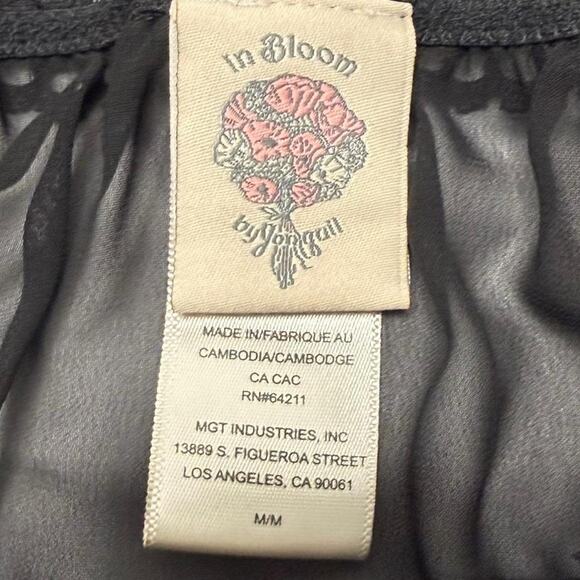 in Bloom
by Jonquil
MADE IN/FABRIQUE AU
CAMBODIA/CAMBODGE
CA CAC
RN#64211
MGT INDUSTRIES, INC
13889 S. FIGUEROA STREET
LOS ANGELES, CA 90061
M/M